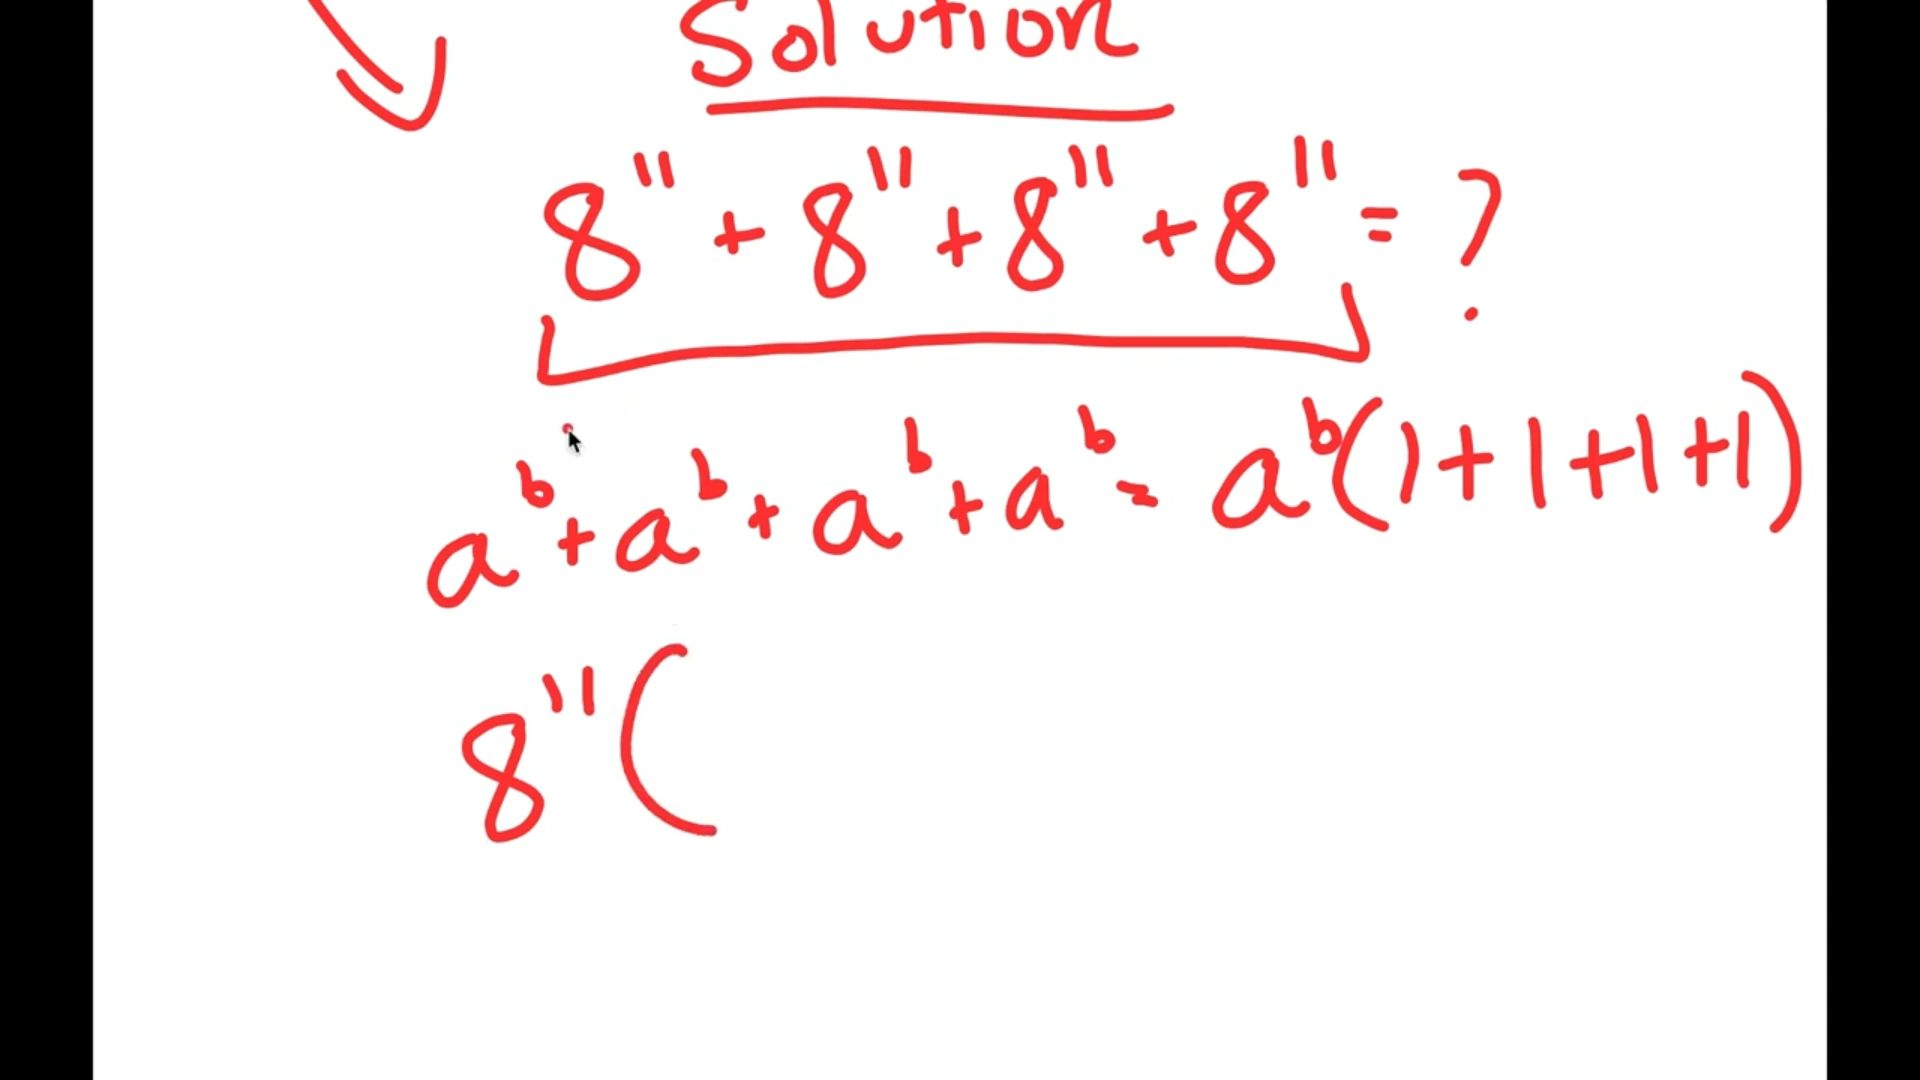 Solution
8¹¹ + 8¹¹ + 8¹¹ + 8¹¹ = ?
aᵇ + aᵇ + aᵇ + aᵇ = aᵇ(1+1+1+1)
8¹¹(